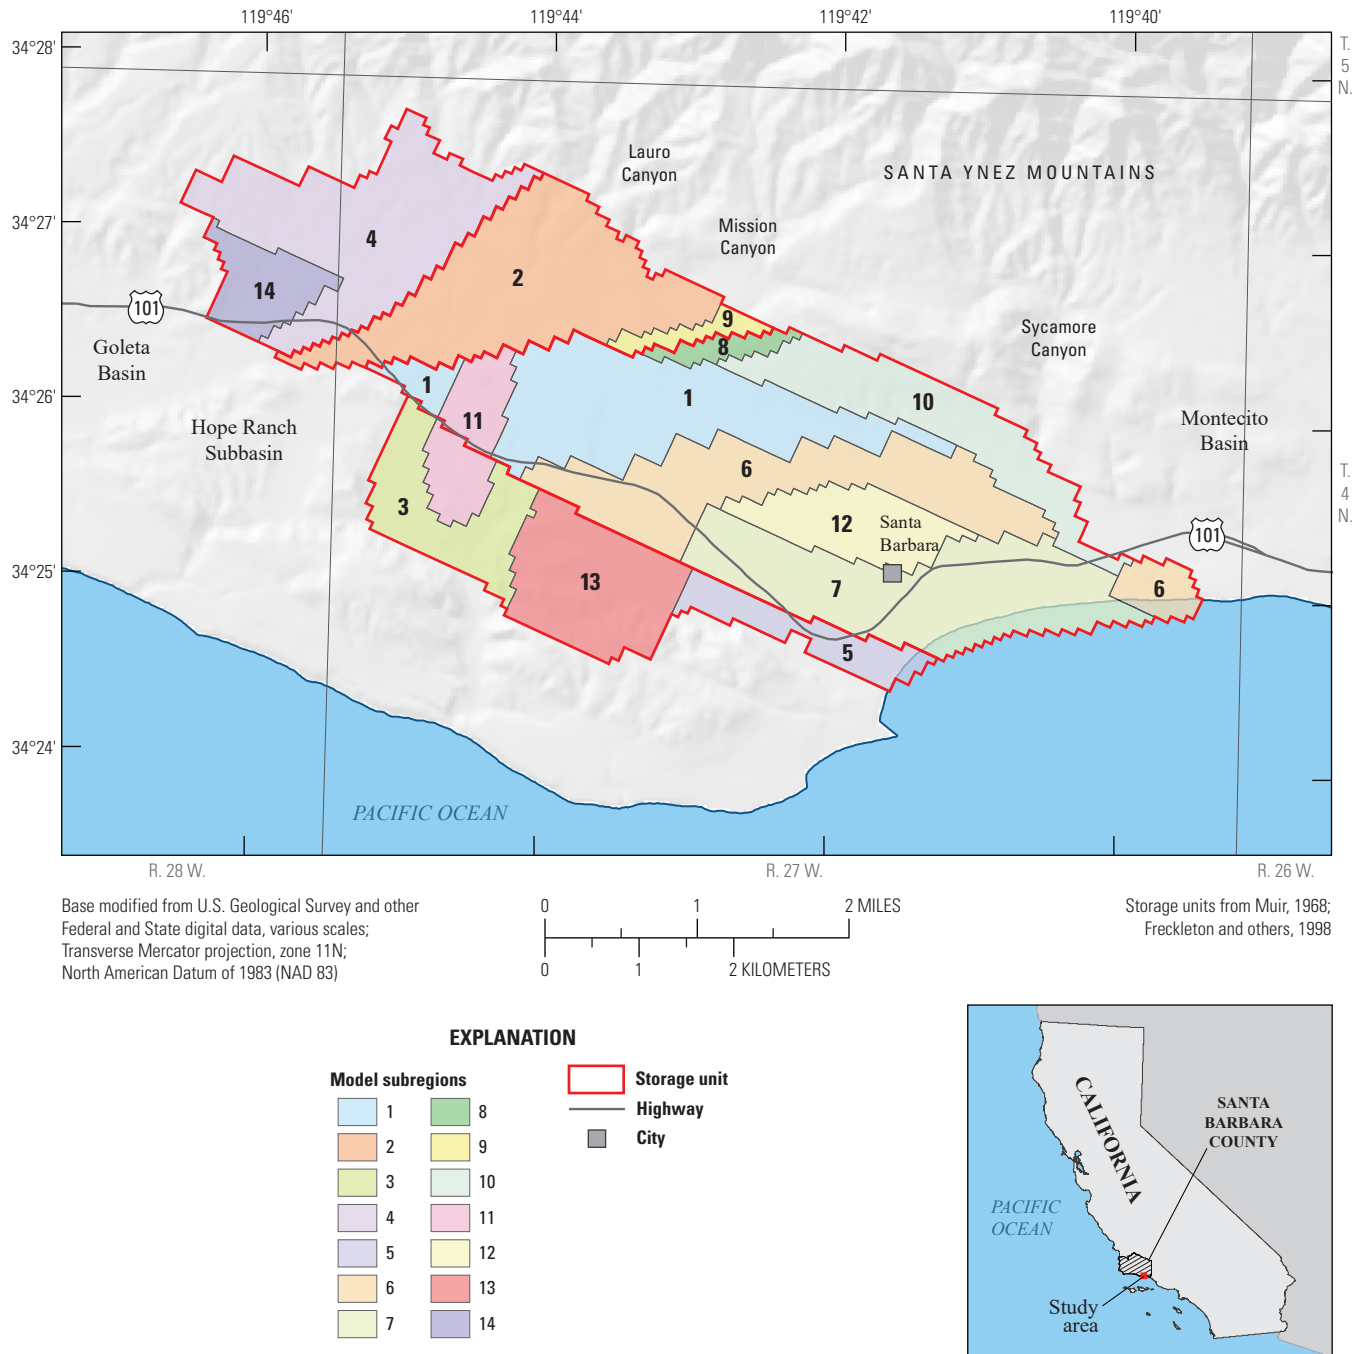 119°46'
119°44'
119°42'
119°40'
34°28'
T.
5
N.
Lauro
Canyon
SANTA YNEZ MOUNTAINS
34°27'
Mission
Canyon
4
2
14
101
9
8
Sycamore
Canyon
Goleta
Basin
34°26'
1
1
10
11
Hope Ranch
Subbasin
Montecito
Basin
6
T.
4
N.
3
12
Santa
Barbara
101
34°25'
13
7
6
5
34°24'
PACIFIC OCEAN
R. 28 W.
R. 27 W.
R. 26 W.
Base modified from U.S. Geological Survey and other
Federal and State digital data, various scales;
Transverse Mercator projection, zone 11N;
North American Datum of 1983 (NAD 83)
0
1
2 MILES
0
1
2 KILOMETERS
Storage units from Muir, 1968;
Freckleton and others, 1998
EXPLANATION
Model subregions
1
2
3
4
5
6
7
8
9
10
11
12
13
14
Storage unit
Highway
City
CALIFORNIA
SANTA
BARBARA
COUNTY
PACIFIC
OCEAN
Study
area